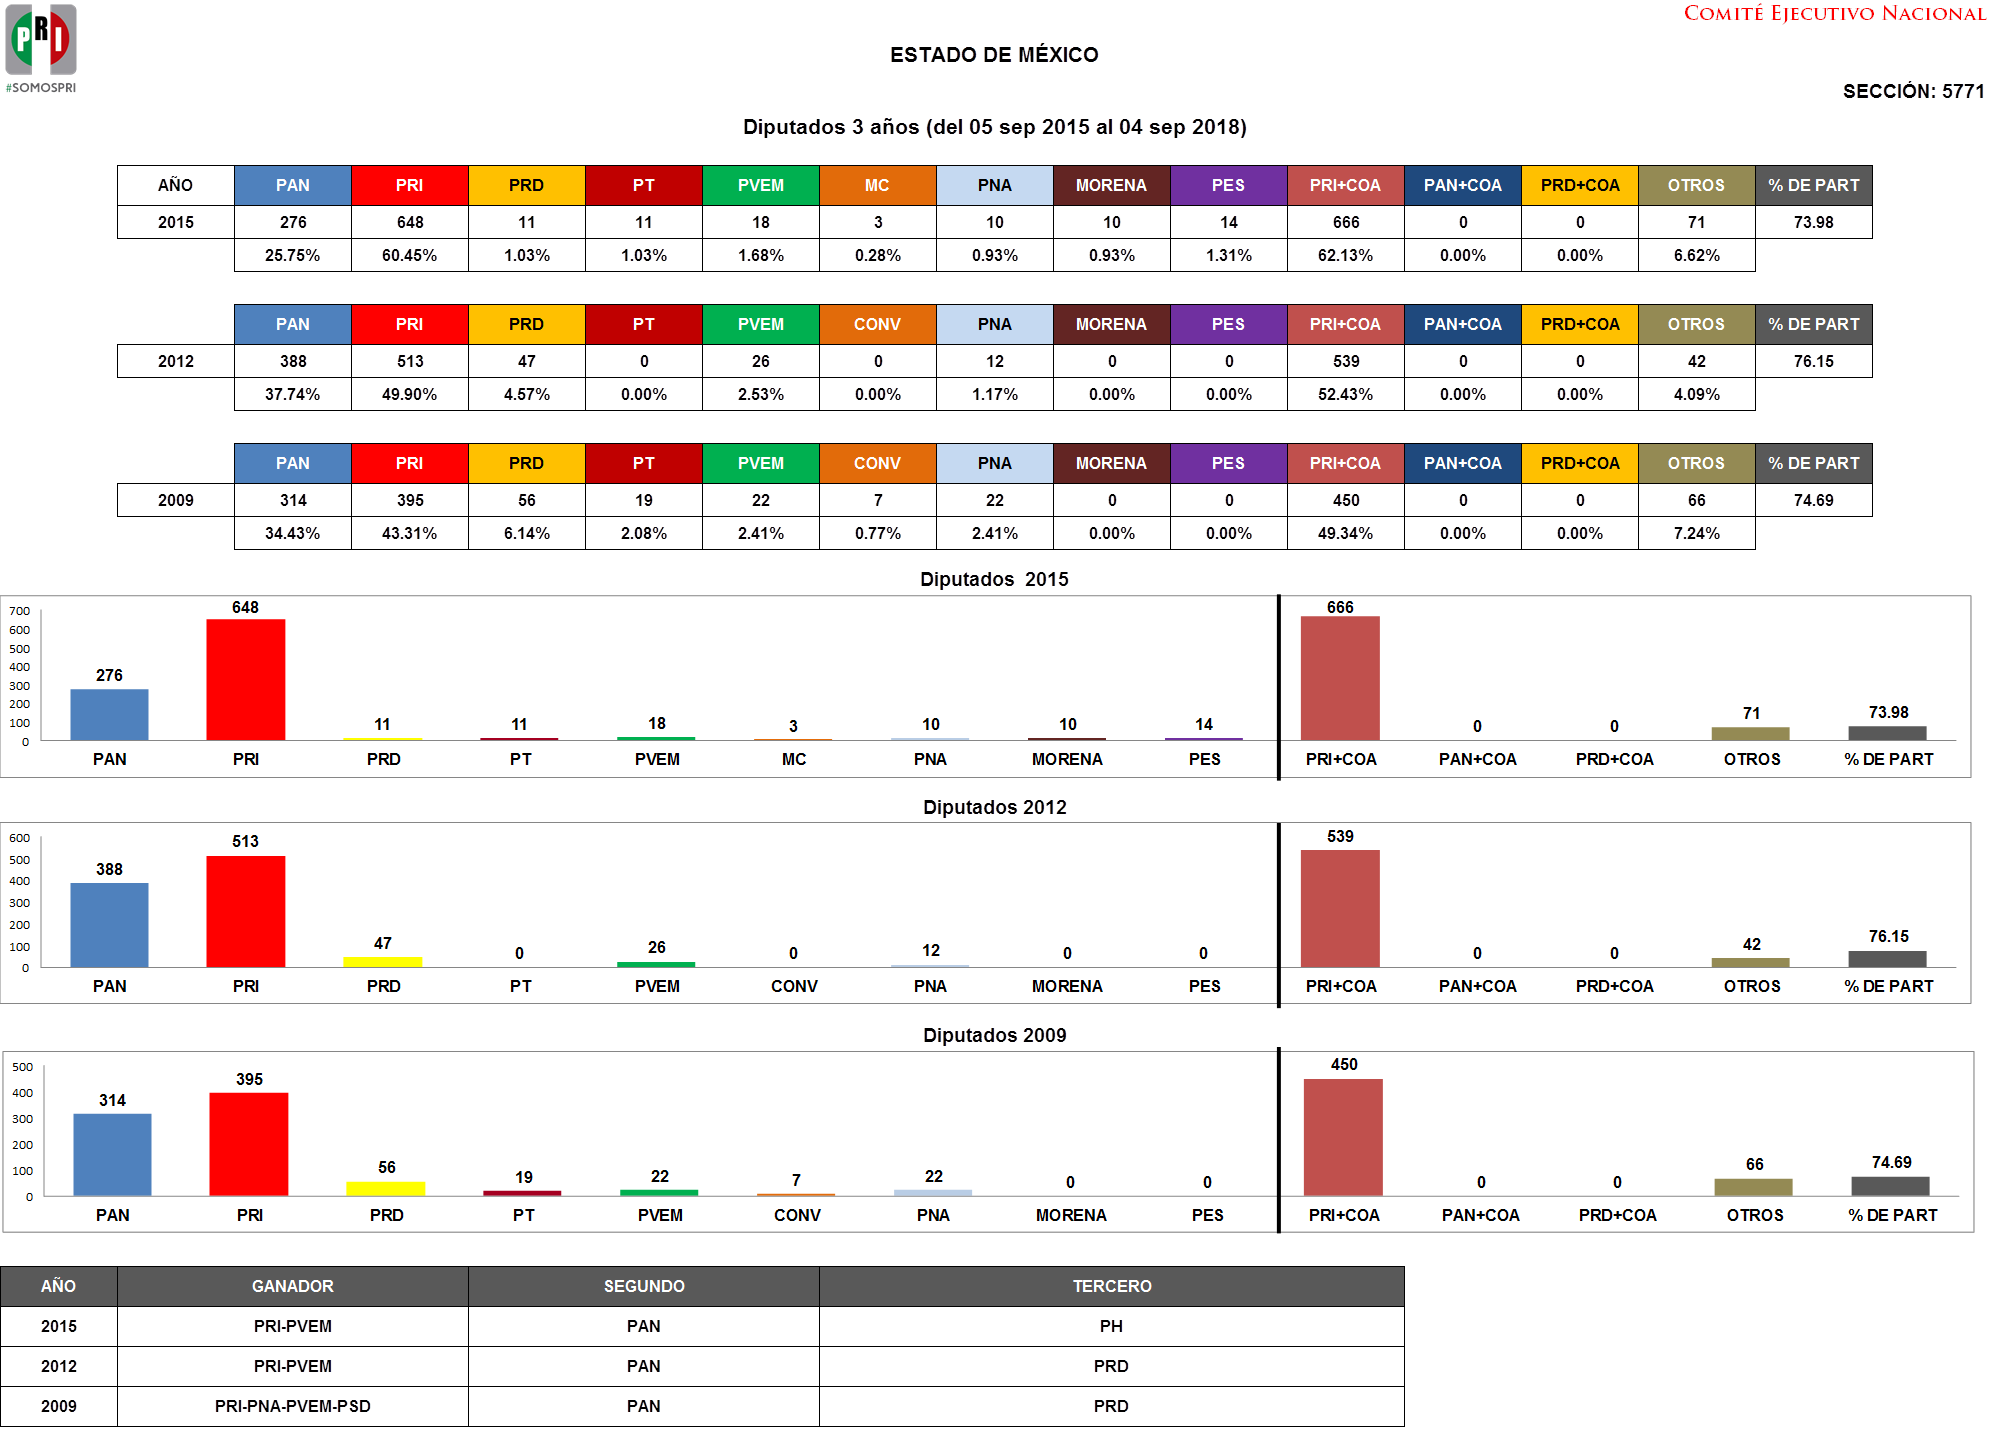 PRI
#SOMOSPRI
COMITÉ EJECUTIVO NACIONAL
ESTADO DE MÉXICO
SECCIÓN: 5771
Diputados 3 años (del 05 sep 2015 al 04 sep 2018)
AÑO PAN PRI PRD PT PVEM MC PNA MORENA PES PRI+COA PAN+COA PRD+COA OTROS % DE PART
2015 276 648 11 11 18 3 10 10 14 666 0 0 71 73.98
25.75% 60.45% 1.03% 1.03% 1.68% 0.28% 0.93% 0.93% 1.31% 62.13% 0.00% 0.00% 6.62%
PAN PRI PRD PT PVEM CONV PNA MORENA PES PRI+COA PAN+COA PRD+COA OTROS % DE PART
2012 388 513 47 0 26 0 12 0 0 539 0 0 42 76.15
37.74% 49.90% 4.57% 0.00% 2.53% 0.00% 1.17% 0.00% 0.00% 52.43% 0.00% 0.00% 4.09%
PAN PRI PRD PT PVEM CONV PNA MORENA PES PRI+COA PAN+COA PRD+COA OTROS % DE PART
2009 314 395 56 19 22 7 22 0 0 450 0 0 66 74.69
34.43% 43.31% 6.14% 2.08% 2.41% 0.77% 2.41% 0.00% 0.00% 49.34% 0.00% 0.00% 7.24%
Diputados 2015
700
600
500
400
300
200
100
0
276 648 11 11 18 3 10 10 14 666 0 0 71 73.98
PAN PRI PRD PT PVEM MC PNA MORENA PES PRI+COA PAN+COA PRD+COA OTROS % DE PART
Diputados 2012
600
500
400
300
200
100
0
388 513 47 0 26 0 12 0 0 539 0 0 42 76.15
PAN PRI PRD PT PVEM CONV PNA MORENA PES PRI+COA PAN+COA PRD+COA OTROS % DE PART
Diputados 2009
500
400
300
200
100
0
314 395 56 19 22 7 22 0 0 450 0 0 66 74.69
PAN PRI PRD PT PVEM CONV PNA MORENA PES PRI+COA PAN+COA PRD+COA OTROS % DE PART
AÑO GANADOR SEGUNDO TERCERO
2015 PRI-PVEM PAN PH
2012 PRI-PVEM PAN PRD
2009 PRI-PNA-PVEM-PSD PAN PRD